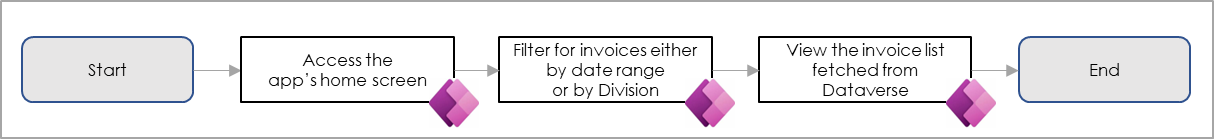 Start
Access the
app's home screen
Filter for invoices either
by date range
or by Division
View the invoice list
fetched from
Dataverse
End